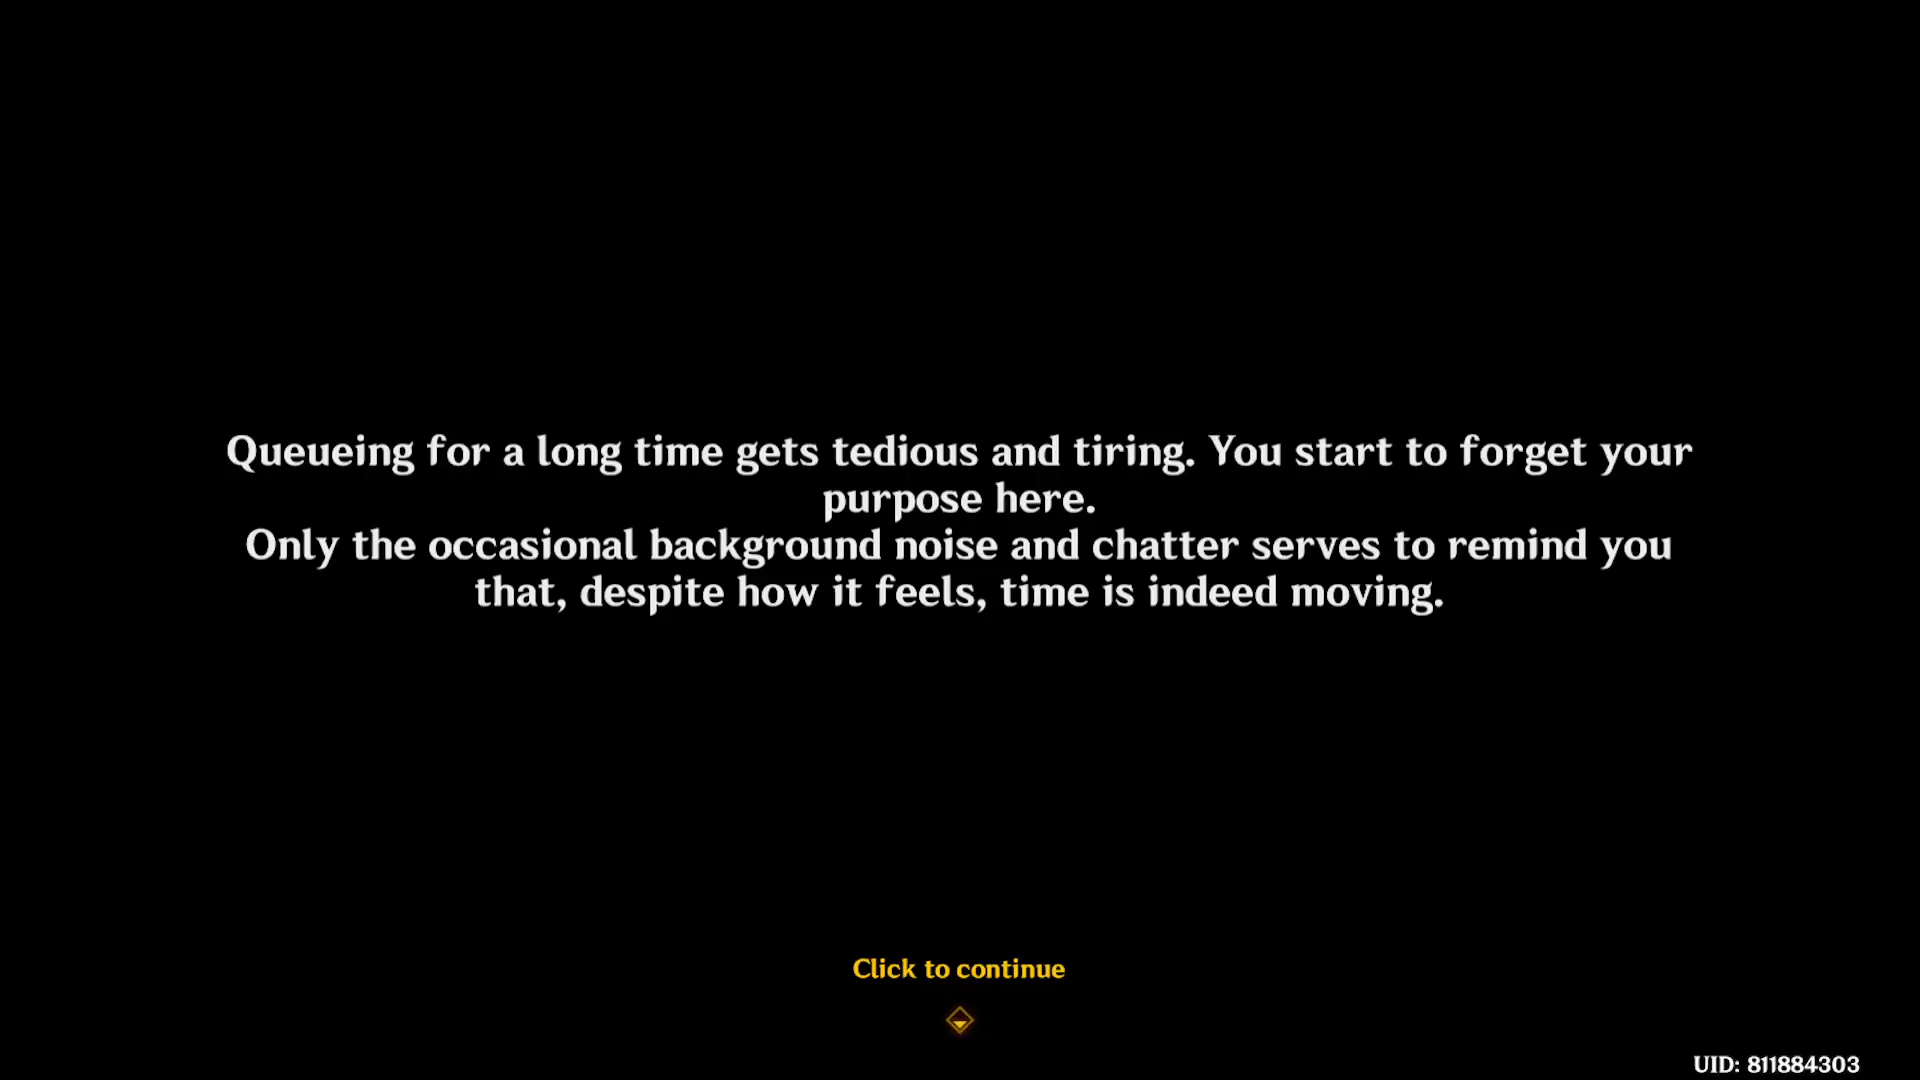 Queueing for a long time gets tedious and tiring. You start to forget your
purpose here.
Only the occasional background noise and chatter serves to remind you
that, despite how it feels, time is indeed moving.
Click to continue
UID: 811884303